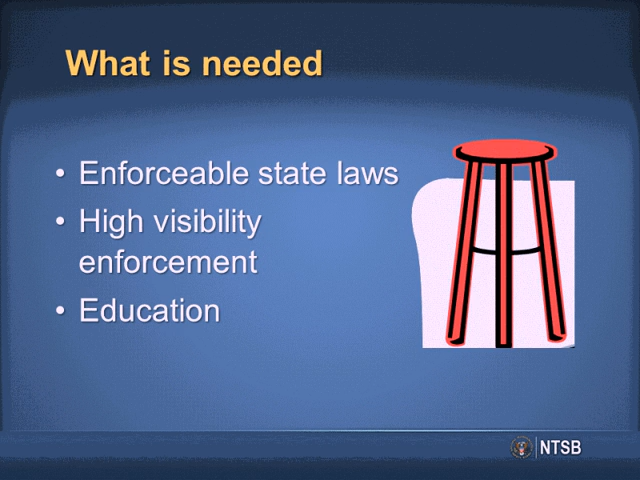 What is needed
• Enforceable state laws
• High visibility
enforcement
• Education
NTSB